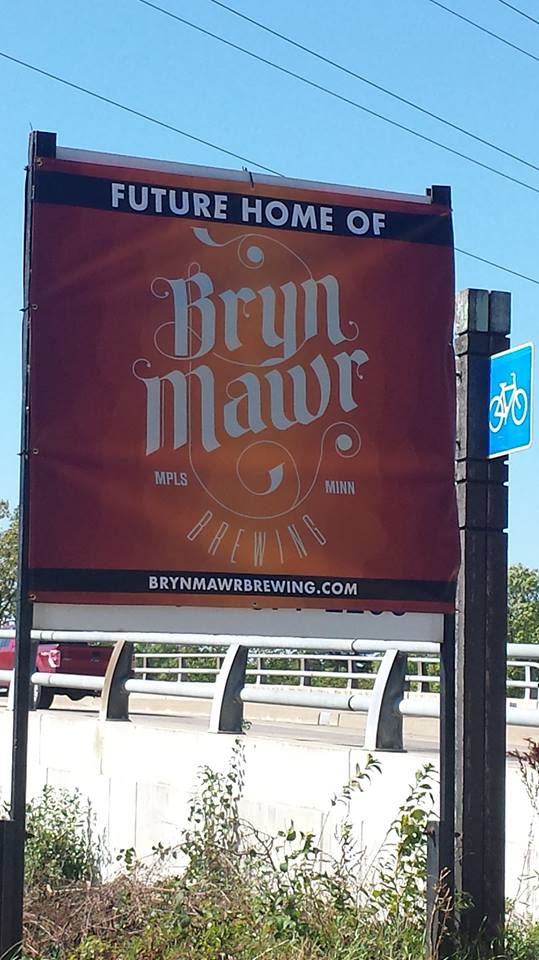 FUTURE HOME OF
Bryn
Mawr
MPLS MINN
BREWING
BRYNMAWRBREWING.COM